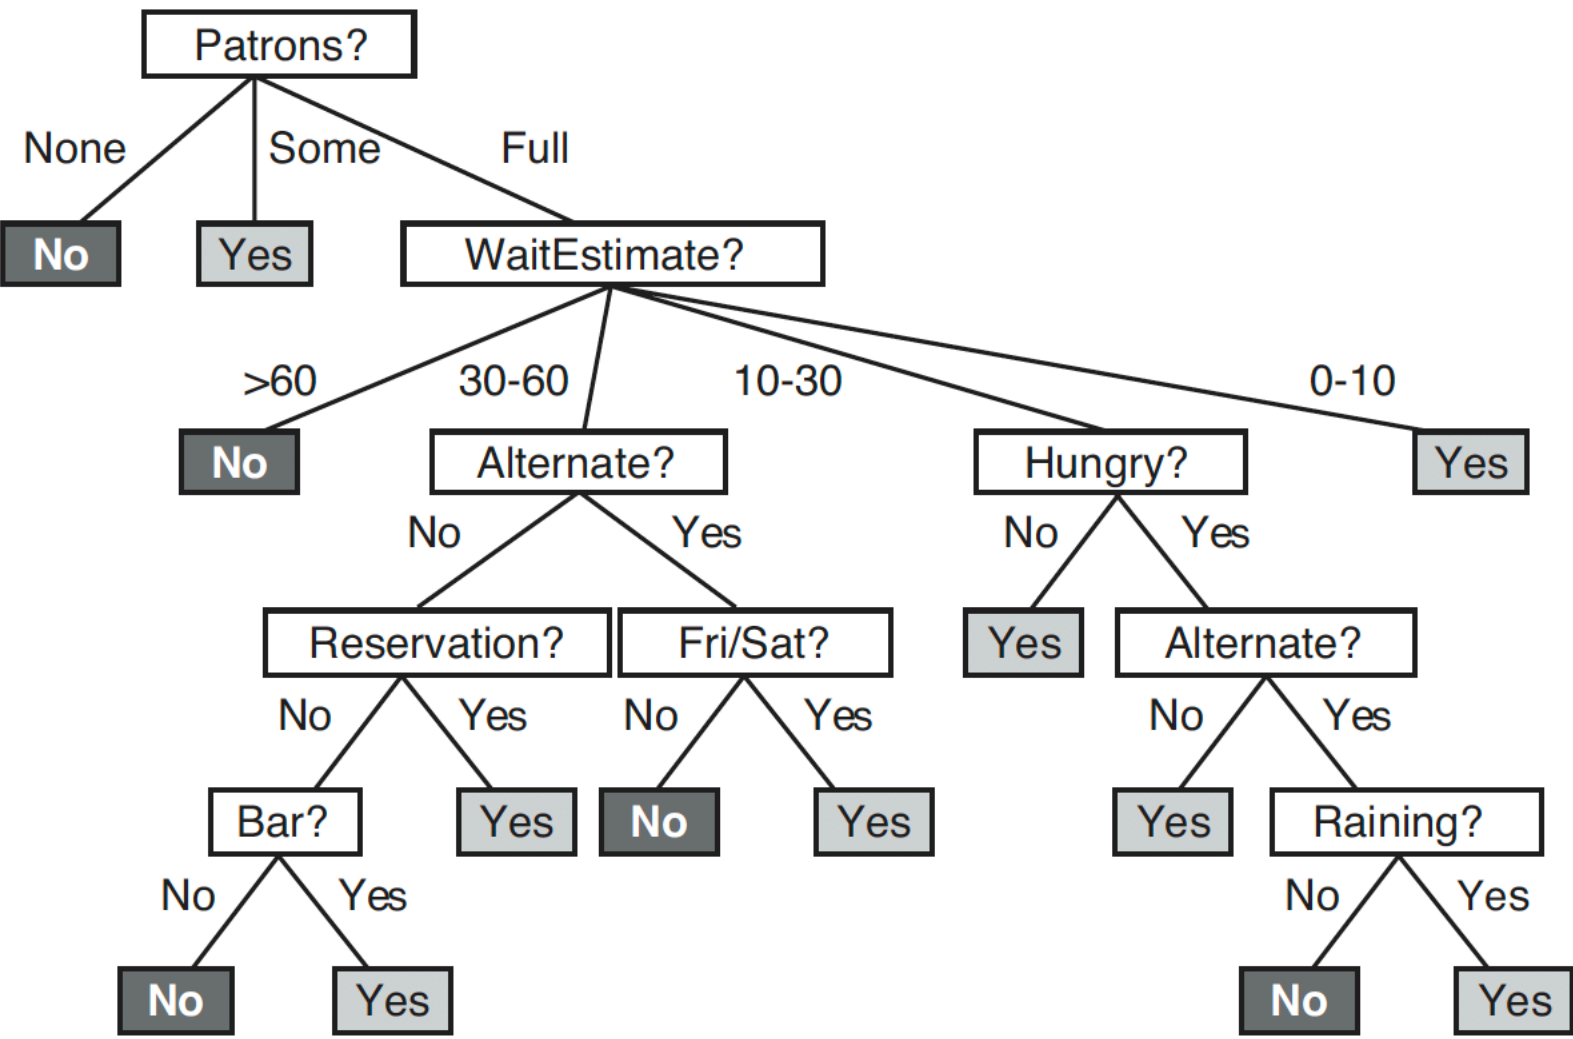 Patrons?
None Some Full
No Yes WaitEstimate?
>60 30-60 10-30 0-10
No Alternate? Hungry? Yes
No Yes No Yes
Reservation? Fri/Sat? Yes Alternate?
No Yes No Yes No Yes
Bar? Yes No Yes Yes Raining?
No Yes No Yes
No Yes No Yes